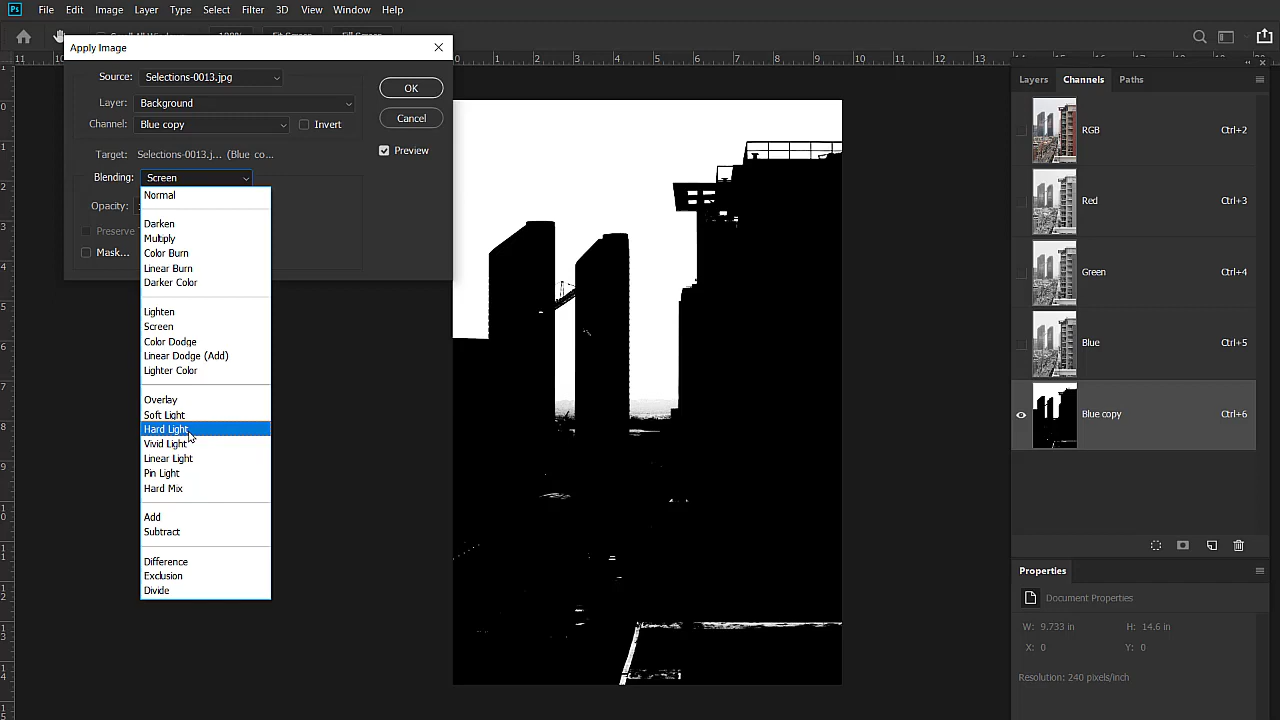 Ps File Edit Image Layer Type Select Filter 3D View Window Help
Apply Image
Source: Selections-0013.jpg
Layer: Background
Channel: Blue copy Invert
Target: Selections-0013.j... (Blue co...
Blending: Screen
Opacity:
Preserve
Mask...
OK
Cancel
Preview
Normal
Darken
Multiply
Color Burn
Linear Burn
Darker Color
Lighten
Screen
Color Dodge
Linear Dodge (Add)
Lighter Color
Overlay
Soft Light
Hard Light
Vivid Light
Linear Light
Pin Light
Hard Mix
Add
Subtract
Difference
Exclusion
Divide
Layers Channels Paths
RGB Ctrl+2
Red Ctrl+3
Green Ctrl+4
Blue Ctrl+5
Blue copy Ctrl+6
Properties
Document Properties
W: 9.733 in H: 14.6 in
X: 0 Y: 0
Resolution: 240 pixels/inch